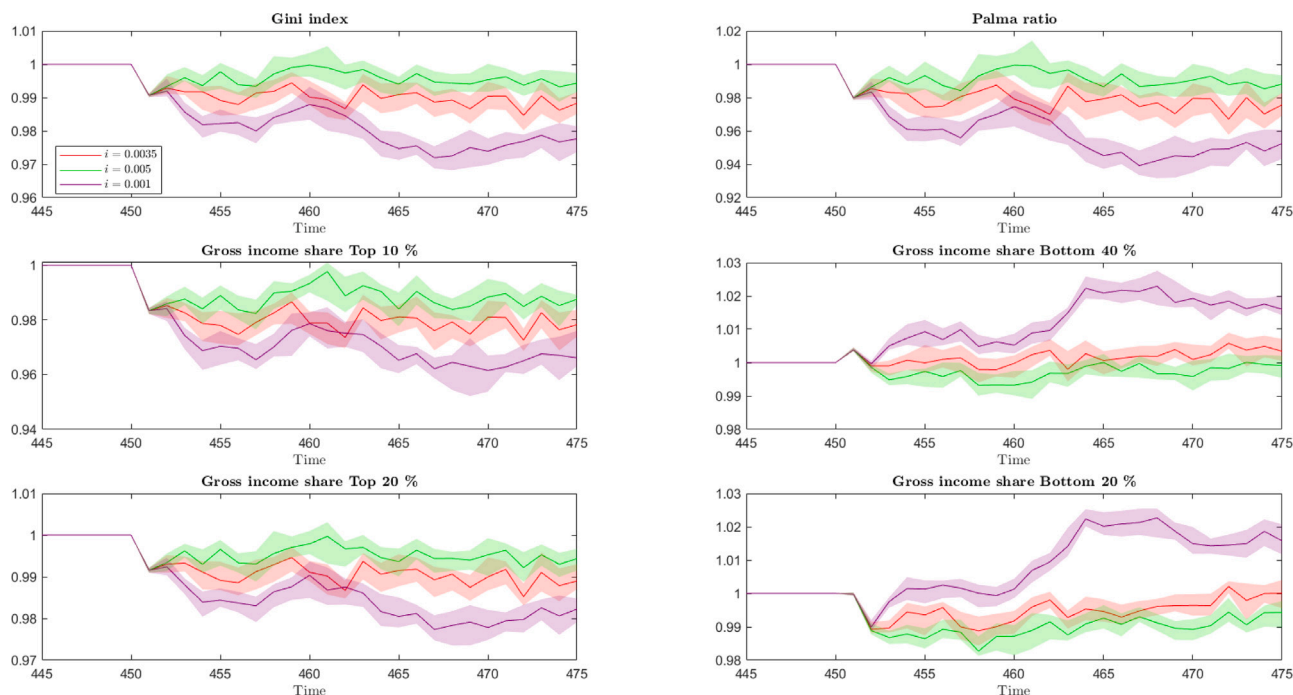 Gini index
1.01
1
0.99
0.98
0.97
0.96
i = 0.0035
i = 0.005
i = 0.001
445 450 455 460 465 470 475
Time
Palma ratio
1.02
1
0.98
0.96
0.94
0.92
445 450 455 460 465 470 475
Time
Gross income share Top 10 %
1
0.98
0.96
0.94
445 450 455 460 465 470 475
Time
Gross income share Bottom 40 %
1.03
1.02
1.01
1
0.99
0.98
445 450 455 460 465 470 475
Time
Gross income share Top 20 %
1.01
1
0.99
0.98
0.97
445 450 455 460 465 470 475
Time
Gross income share Bottom 20 %
1.03
1.02
1.01
1
0.99
0.98
445 450 455 460 465 470 475
Time